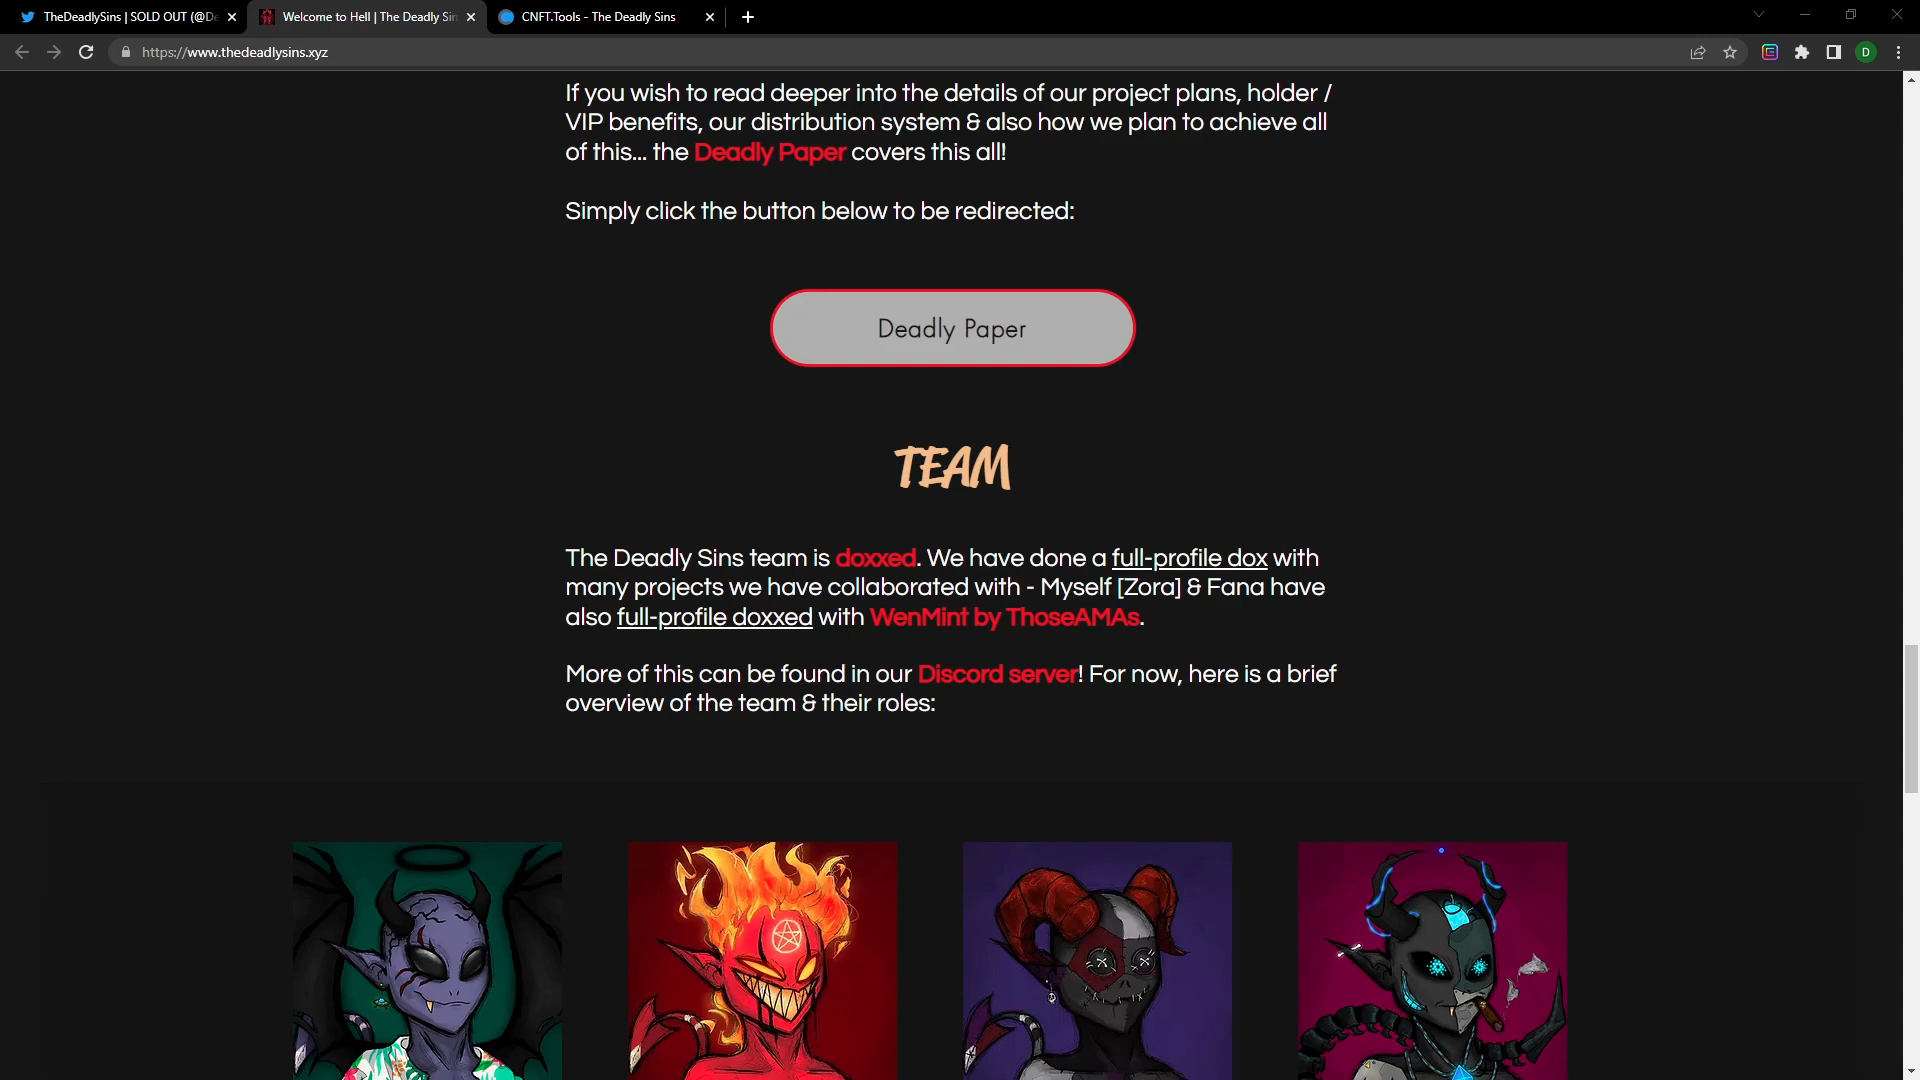 TheDeadlySins | SOLD OUT (@De
Welcome to Hell | The Deadly Sin
CNFT.Tools - The Deadly Sins
https://www.thedeadlysins.xyz
D
If you wish to read deeper into the details of our project plans, holder /
VIP benefits, our distribution system & also how we plan to achieve all
of this... the Deadly Paper covers this all!
Simply click the button below to be redirected:
Deadly Paper
TEAM
The Deadly Sins team is doxxed. We have done a full-profile dox with
many projects we have collaborated with - Myself [Zora] & Fana have
also full-profile doxxed with WenMint by ThoseAMAs.
More of this can be found in our Discord server! For now, here is a brief
overview of the team & their roles: